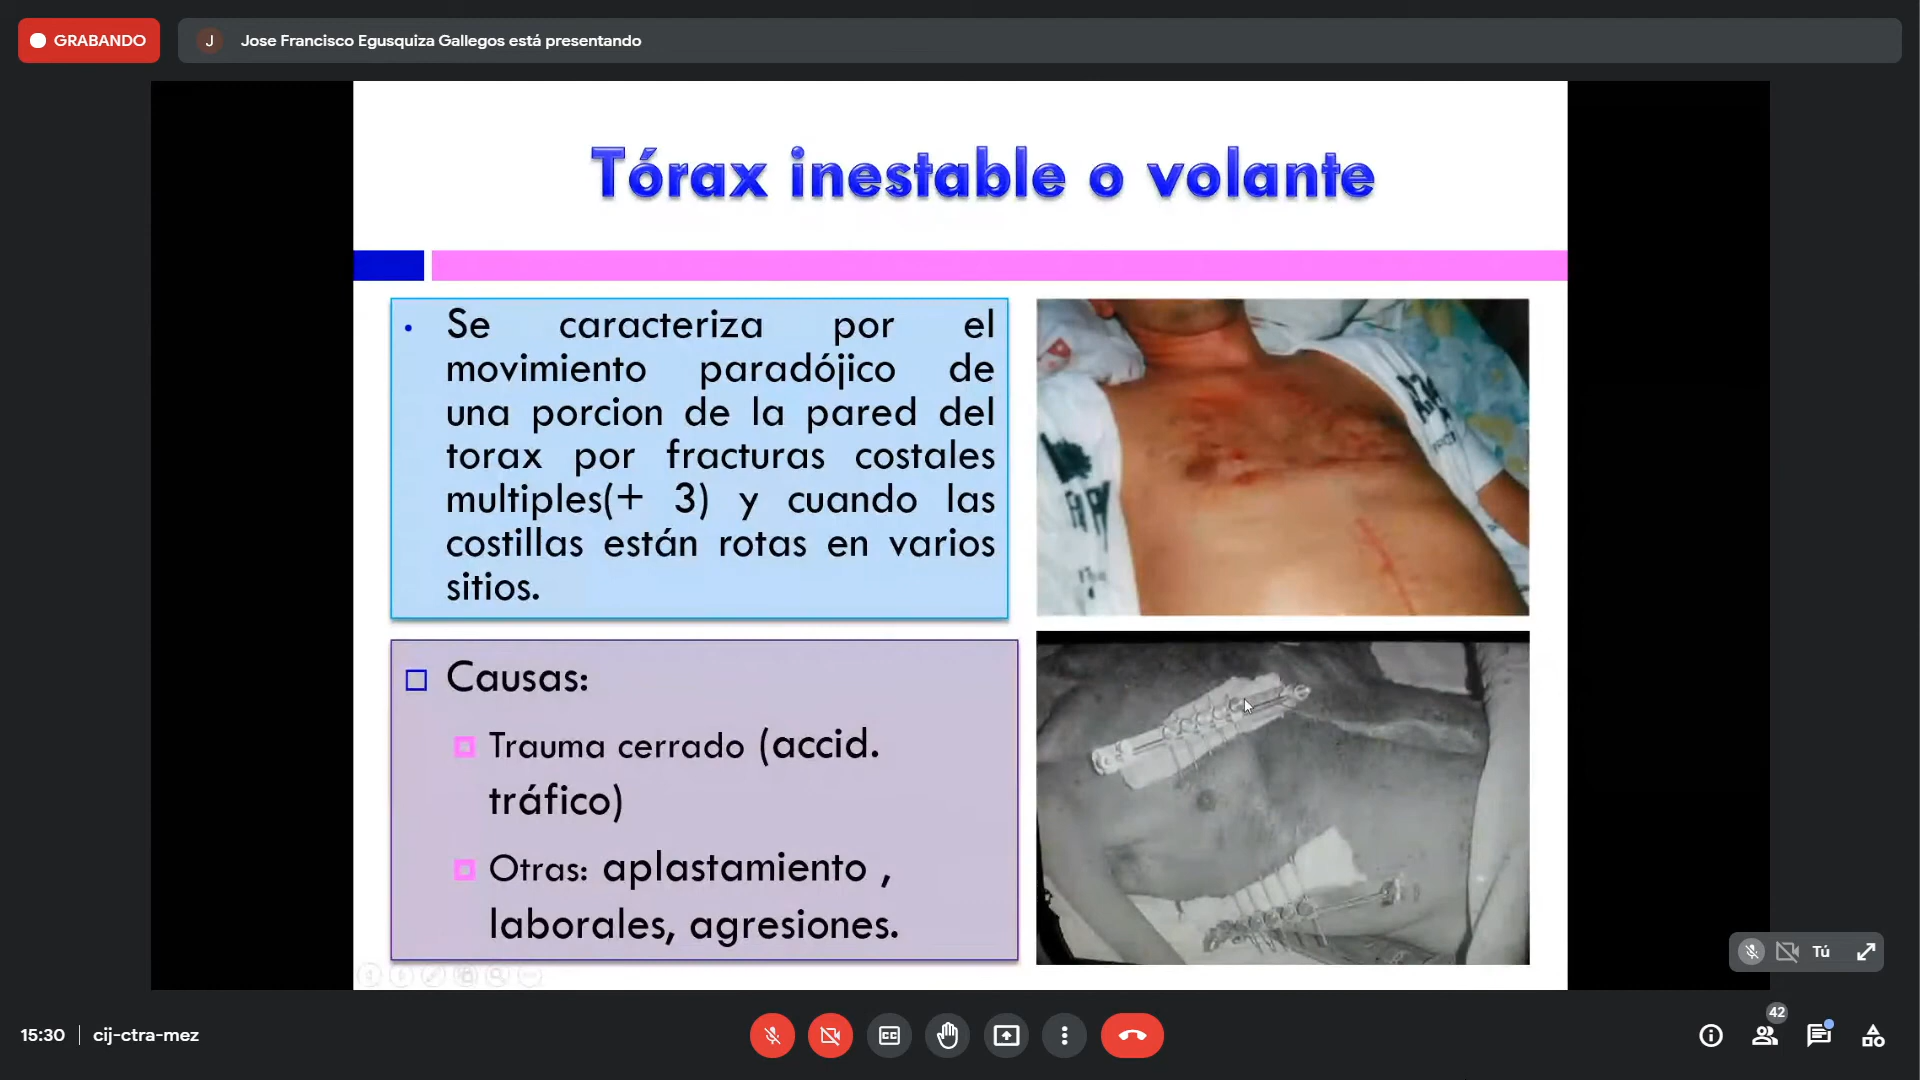 GRABANDO
J
Jose Francisco Egusquiza Gallegos está presentando
Tórax inestable o volante
• Se caracteriza por el
movimiento paradójico de
una porcion de la pared del
torax por fracturas costales
multiples(+ 3) y cuando las
costillas están rotas en varios
sitios.
Causas:
Trauma cerrado (accid.
tráfico)
Otras: aplastamiento ,
laborales, agresiones.
Tú
15:30
cij-ctra-mez
CC
42